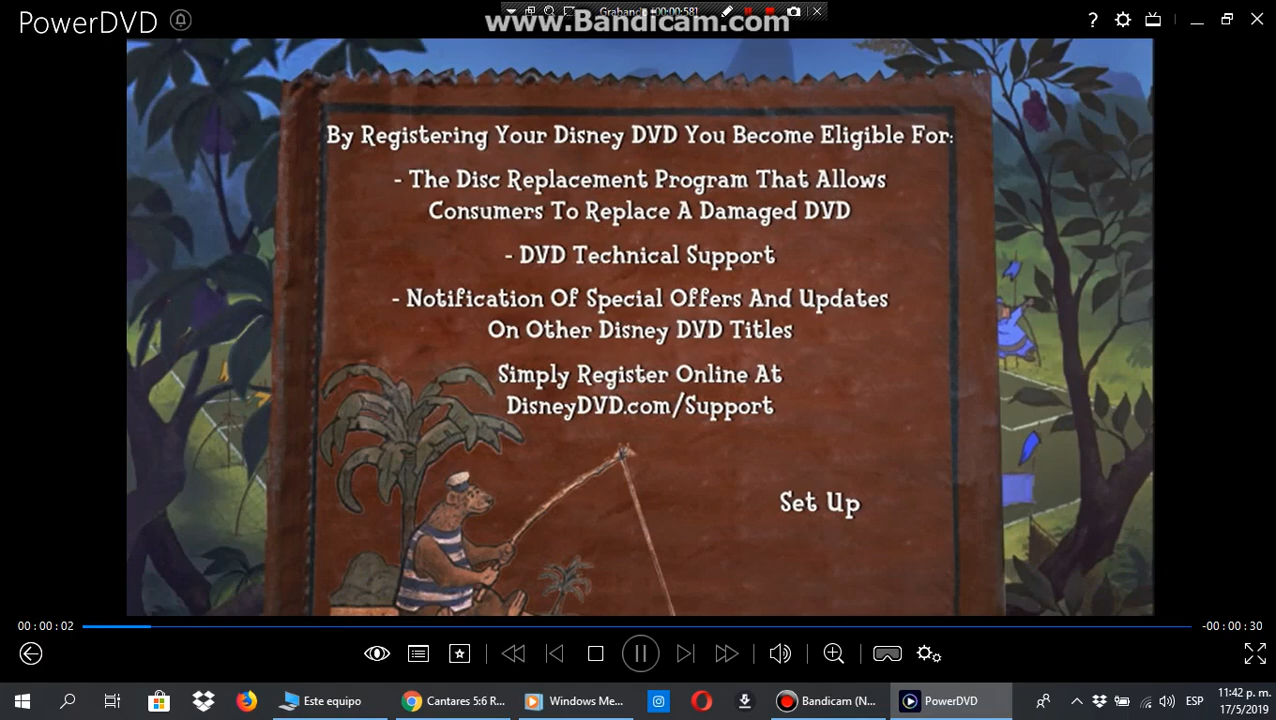 PowerDVD
Grabando
www.Bandicam.com
By Registering Your Disney DVD You Become Eligible For:
- The Disc Replacement Program That Allows
Consumers To Replace A Damaged DVD
- DVD Technical Support
- Notification Of Special Offers And Updates
On Other Disney DVD Titles
Simply Register Online At
DisneyDVD.com/Support
Set Up
00:00:02
-00:00:30
Este equipo
Cantares 5:6 R...
Windows Me...
Bandicam (N...
PowerDVD
ESP
11:42 p. m.
17/5/2019